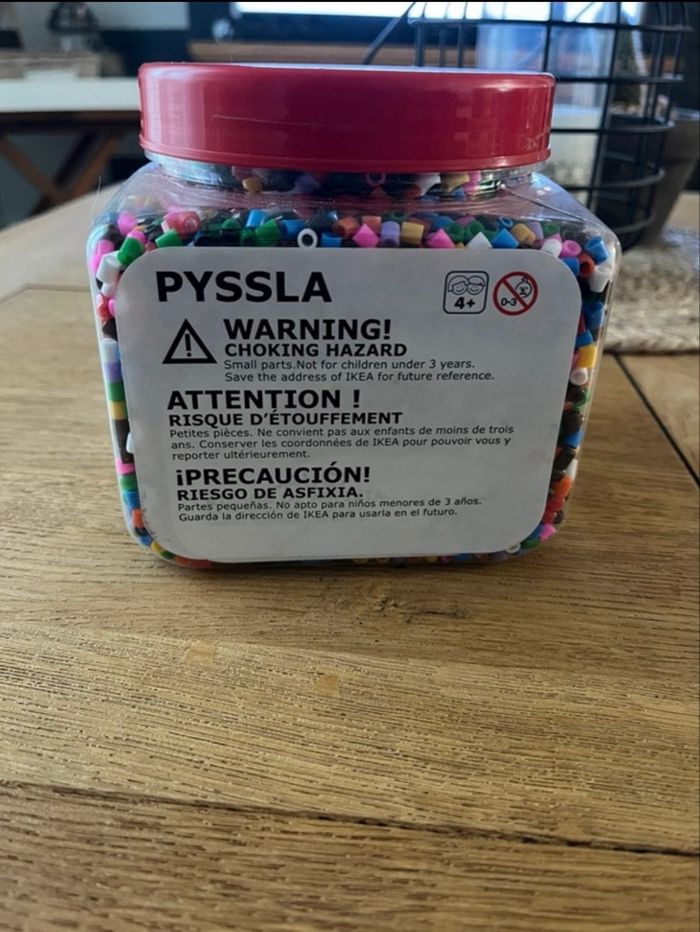 PYSSLA
4+
0-3
WARNING!
CHOKING HAZARD
Small parts.Not for children under 3 years.
Save the address of IKEA for future reference.
ATTENTION !
RISQUE D'ÉTOUFFEMENT
Petites pièces. Ne convient pas aux enfants de moins de trois
ans. Conserver les coordonnées de IKEA pour pouvoir vous y
reporter ultérieurement.
¡PRECAUCIÓN!
RIESGO DE ASFIXIA.
Partes pequeñas. No apto para niños menores de 3 años.
Guarda la dirección de IKEA para usarla en el futuro.